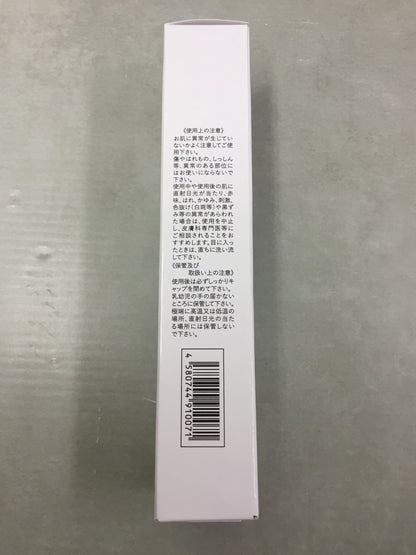 《使用上の注意》
お肌に異常が生じてい
ないかよく注意してご使
用下さい。
傷やはれもの、しっしん
等、異常のある部位に
はお使いにならないで下
さい。
使用中や使用後の肌に
直射日光が当たり、赤
味、はれ、かゆみ、刺激、
色抜け(白斑等)や黒ず
み等の異常があらわれ
た場合は、使用を中止
し、皮膚科専門医等に
ご相談されることをお
すすめします。目に入っ
たときは、直ちに洗い流
して下さい。
《保管及び
取扱い上の注意》
使用後は必ずしっかりキ
ャップを閉めて下さい。
乳幼児の手の届かない
ところに保管して下さい。
極端に高温又は低温の
場所、直射日光の当た
る場所には保管しない
で下さい。
4580744910071